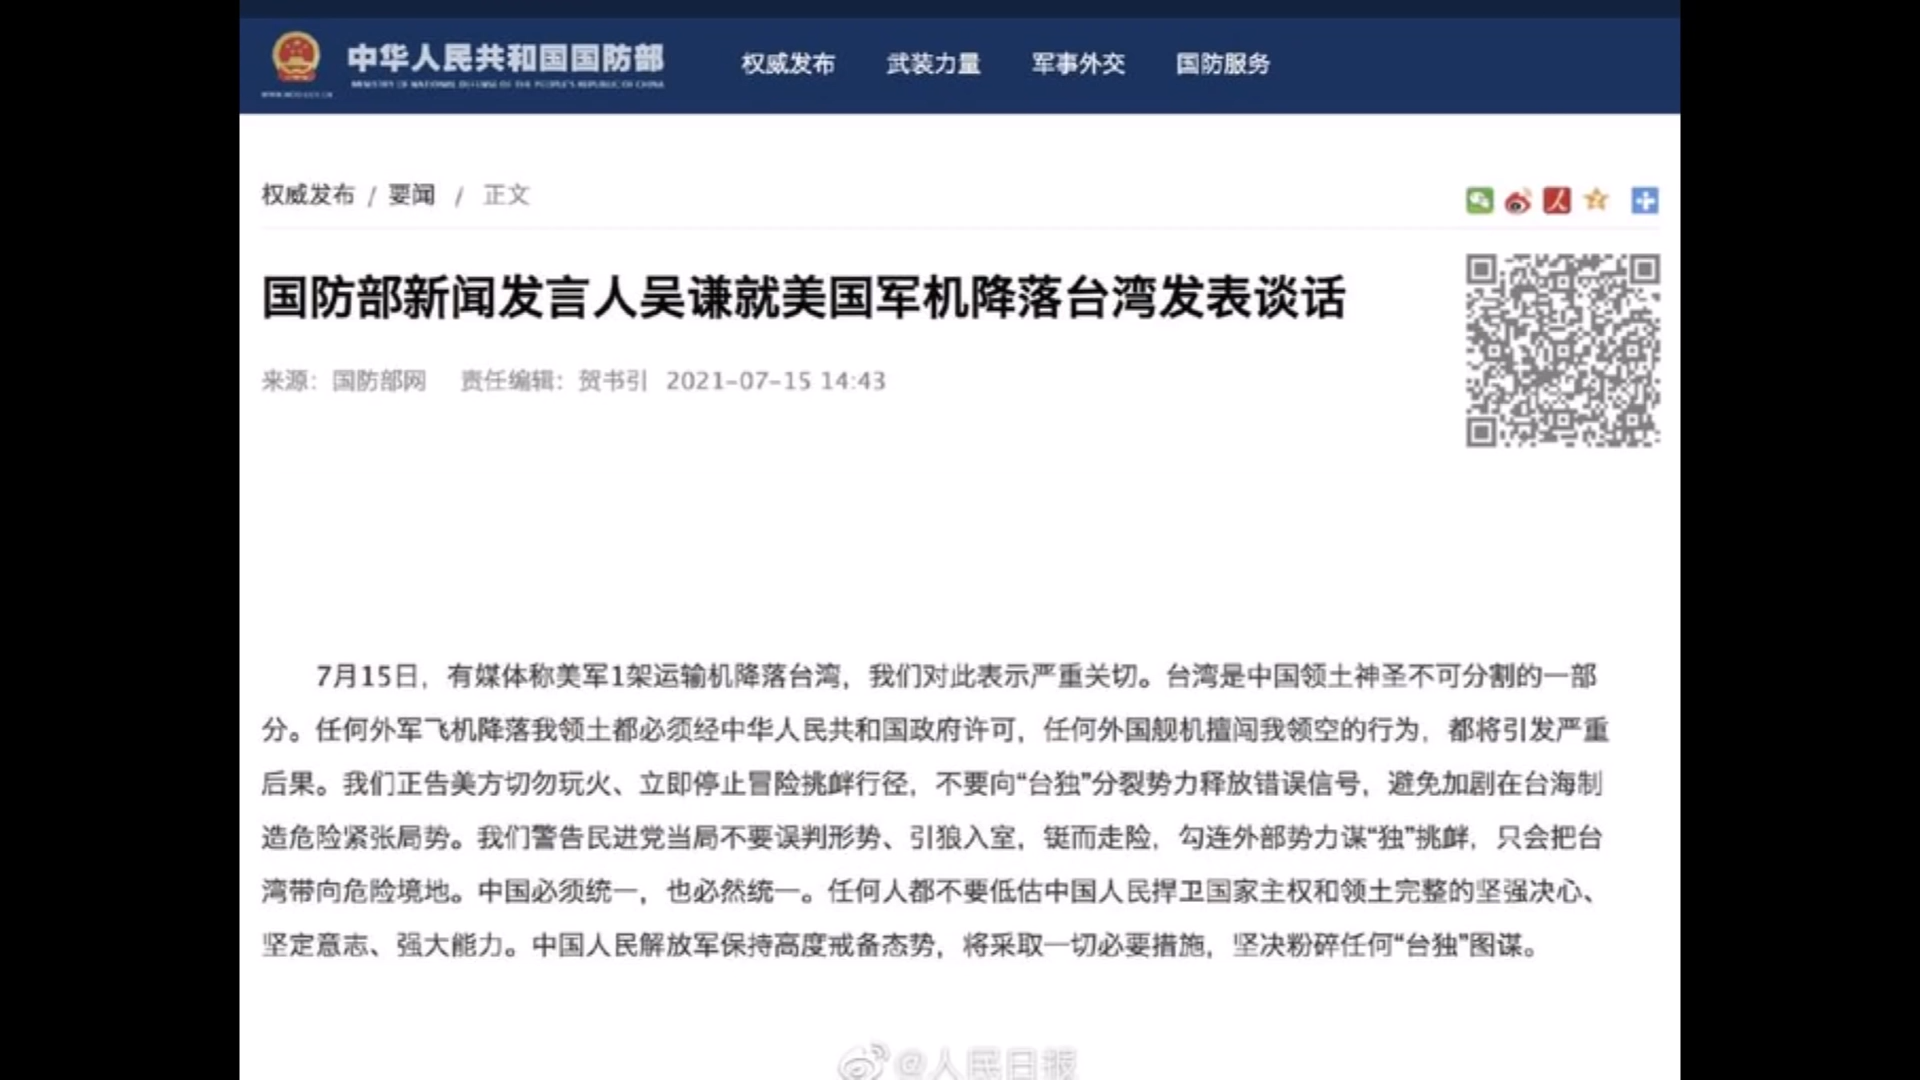 中华人民共和国国防部
MINISTRY OF NATIONAL DEFENSE OF THE PEOPLE'S REPUBLIC OF CHINA
权威发布 武装力量 军事外交 国防服务
权威发布 / 要闻 / 正文
国防部新闻发言人吴谦就美国军机降落台湾发表谈话
来源：国防部网 责任编辑：贺书引 2021-07-15 14:43
7月15日，有媒体称美军1架运输机降落台湾，我们对此表示严重关切。台湾是中国领土神圣不可分割的一部
分。任何外军飞机降落我领土都必须经中华人民共和国政府许可，任何外国舰机擅闯我领空的行为，都将引发严重
后果。我们正告美方切勿玩火、立即停止冒险挑衅行径，不要向“台独”分裂势力释放错误信号，避免加剧在台海制
造危险紧张局势。我们警告民进党当局不要误判形势、引狼入室，铤而走险，勾连外部势力谋“独”挑衅，只会把台
湾带向危险境地。中国必须统一，也必然统一。任何人都不要低估中国人民捍卫国家主权和领土完整的坚强决心、
坚定意志、强大能力。中国人民解放军保持高度戒备态势，将采取一切必要措施，坚决粉碎任何“台独”图谋。
@人民日报